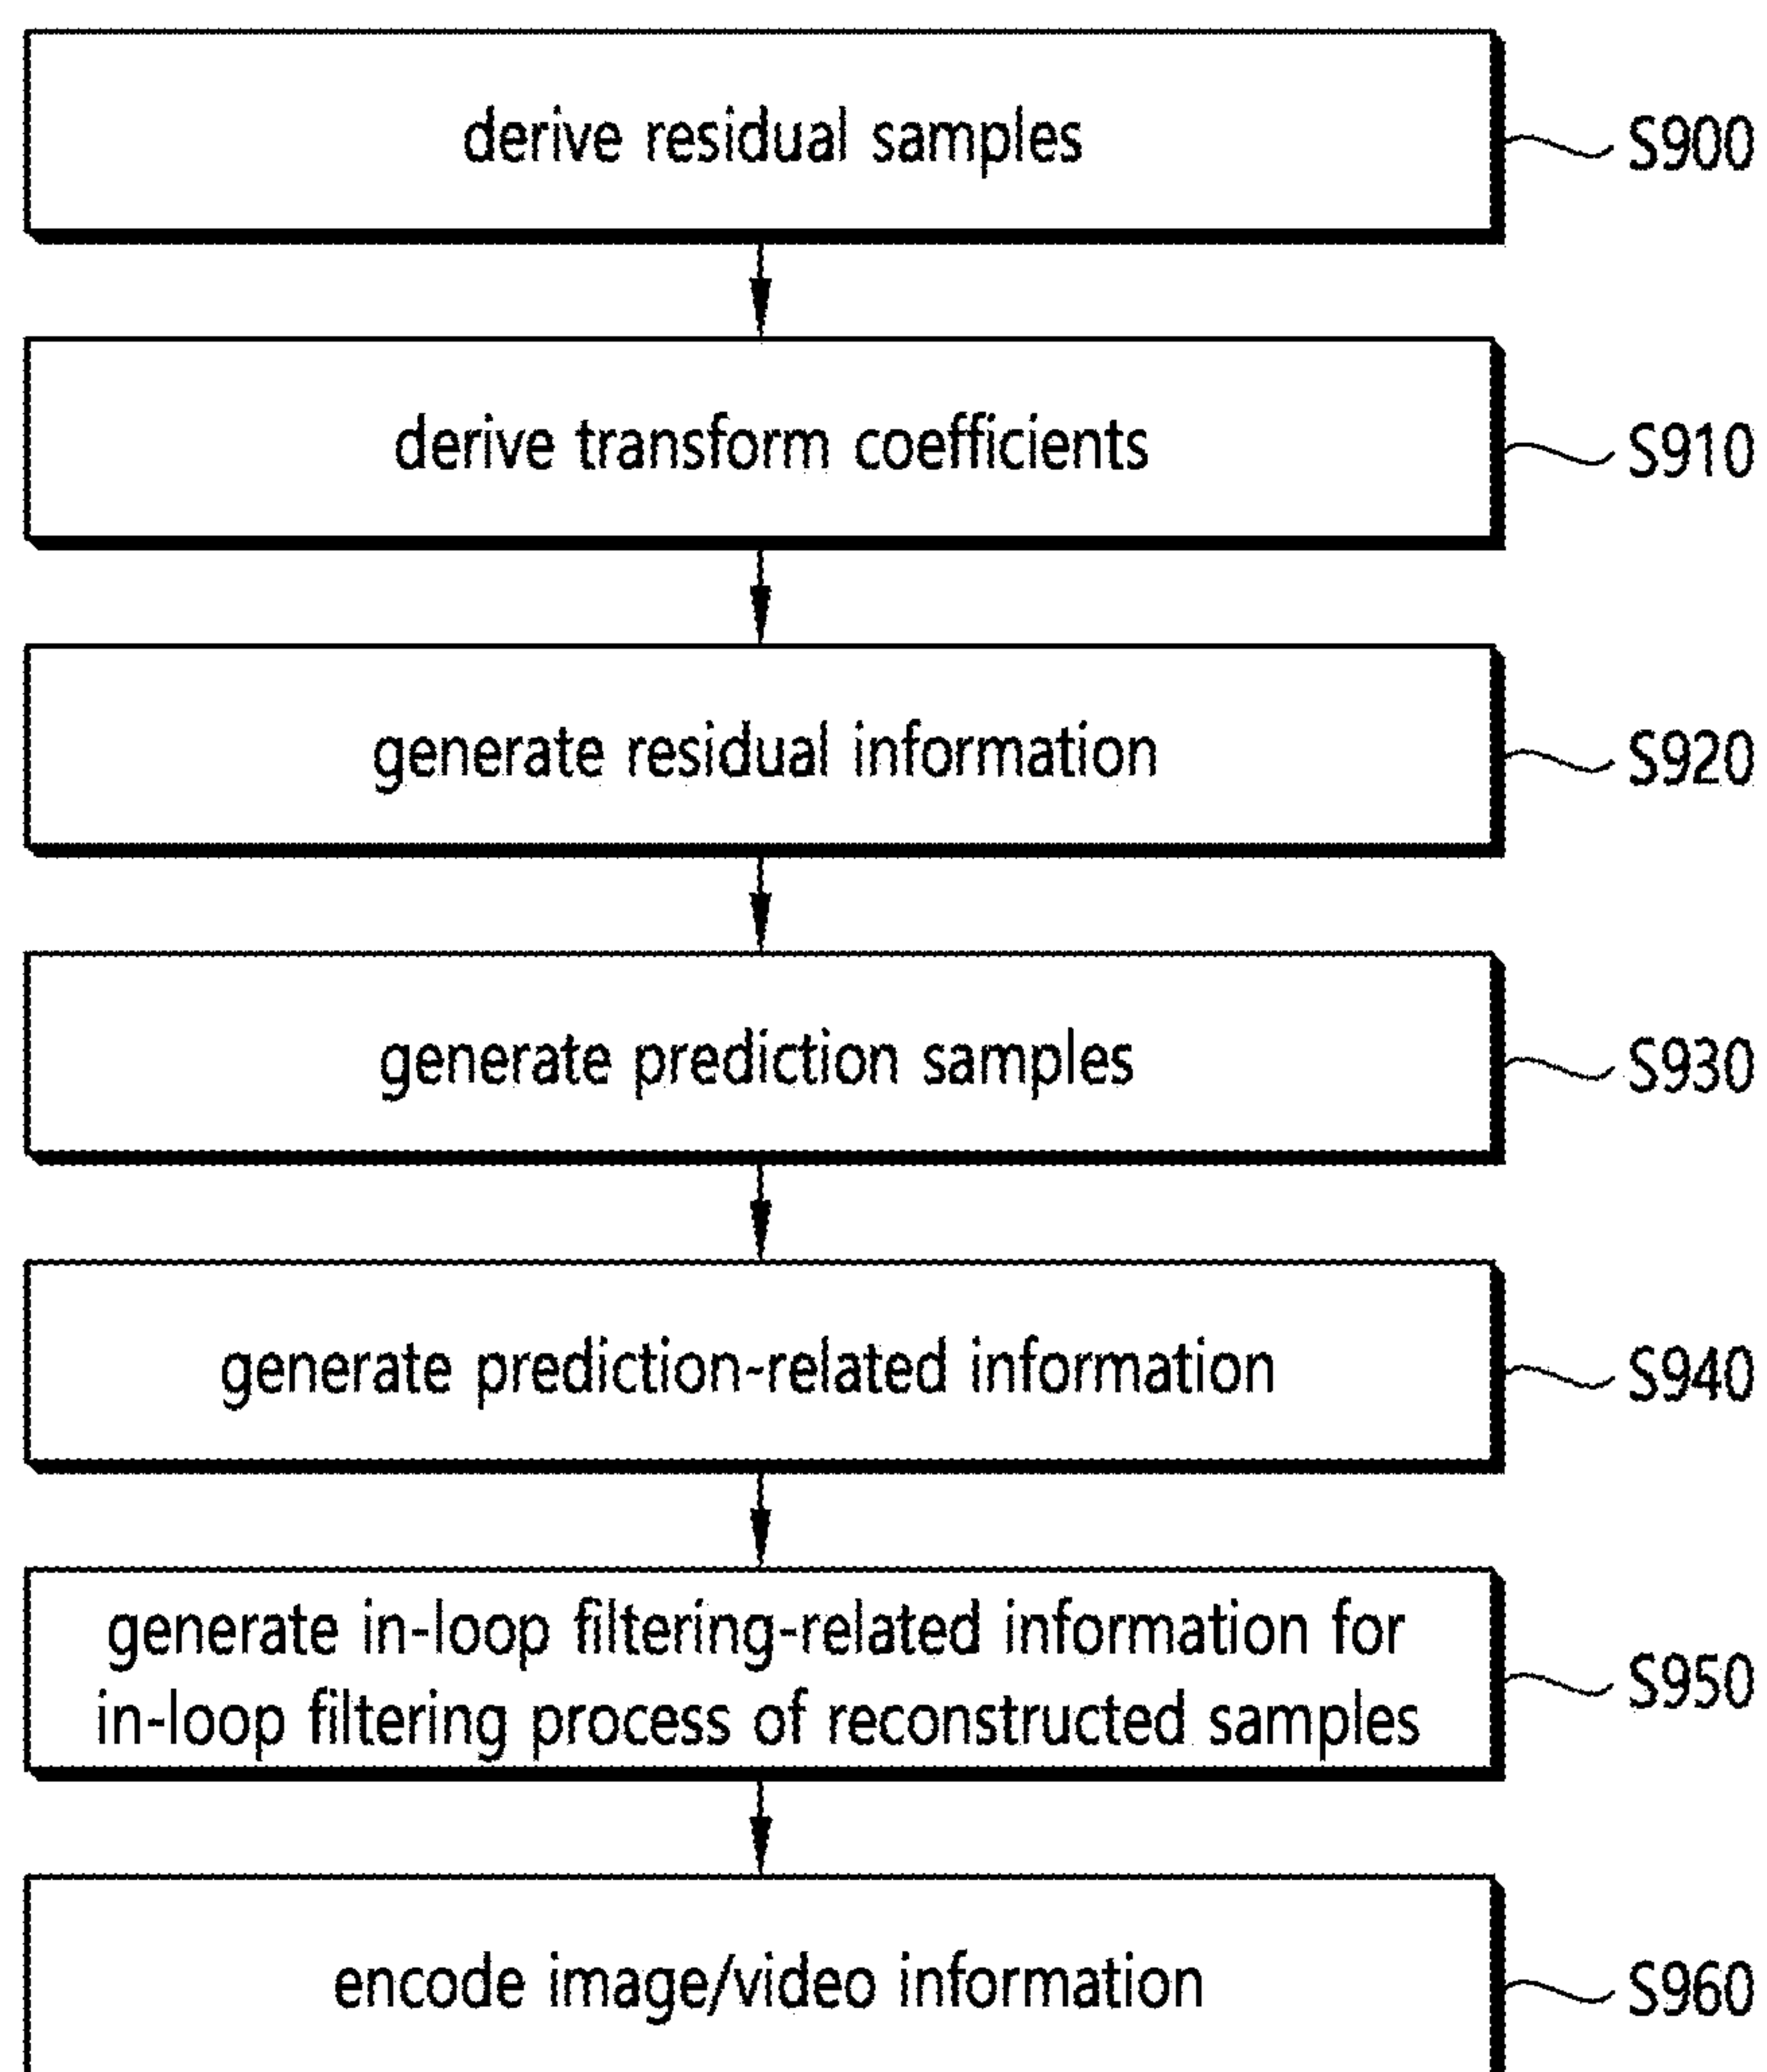 derive residual samples
S900
derive transform coefficients
S910
generate residual information
S920
generate prediction samples
S930
generate prediction-related information
S940
generate in-loop filtering-related information for
in-loop filtering process of reconstructed samples
S950
encode image/video information
S960